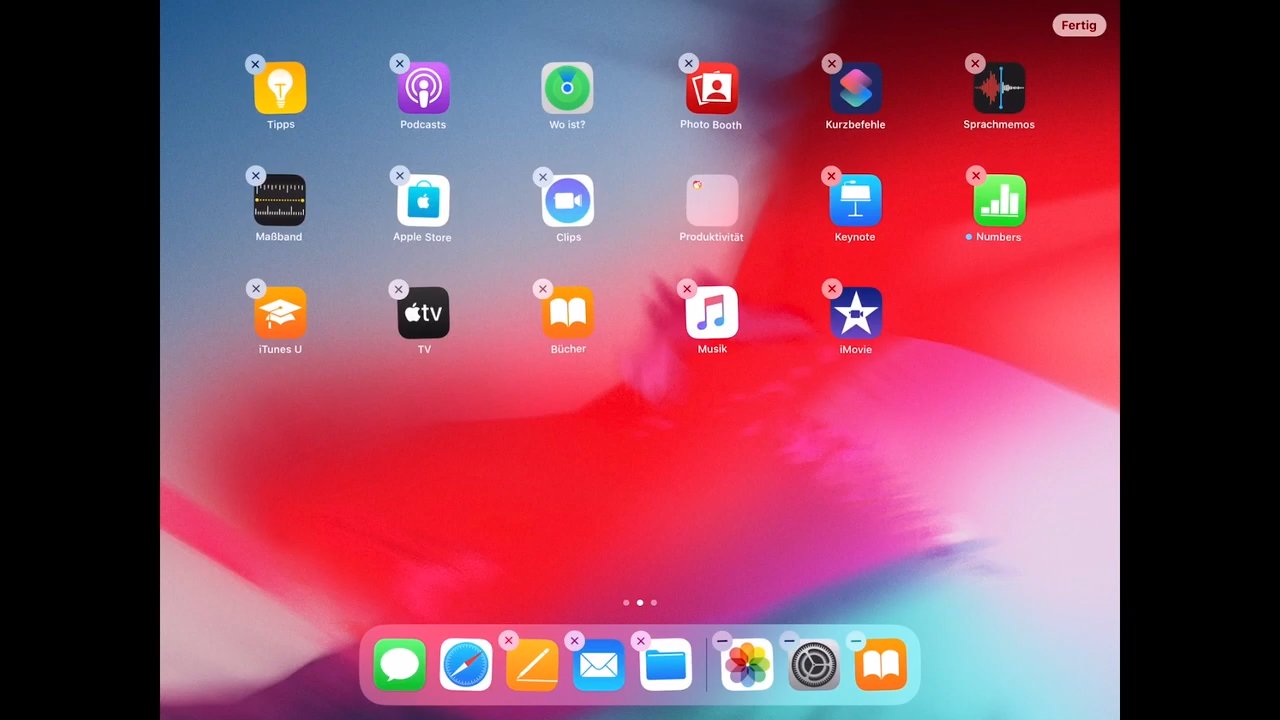 Fertig
Tipps
Podcasts
Wo ist?
Photo Booth
Kurzbefehle
Sprachmemos
Maßband
Apple Store
Clips
Produktivität
Keynote
Numbers
iTunes U
tv
TV
Bücher
Musik
iMovie